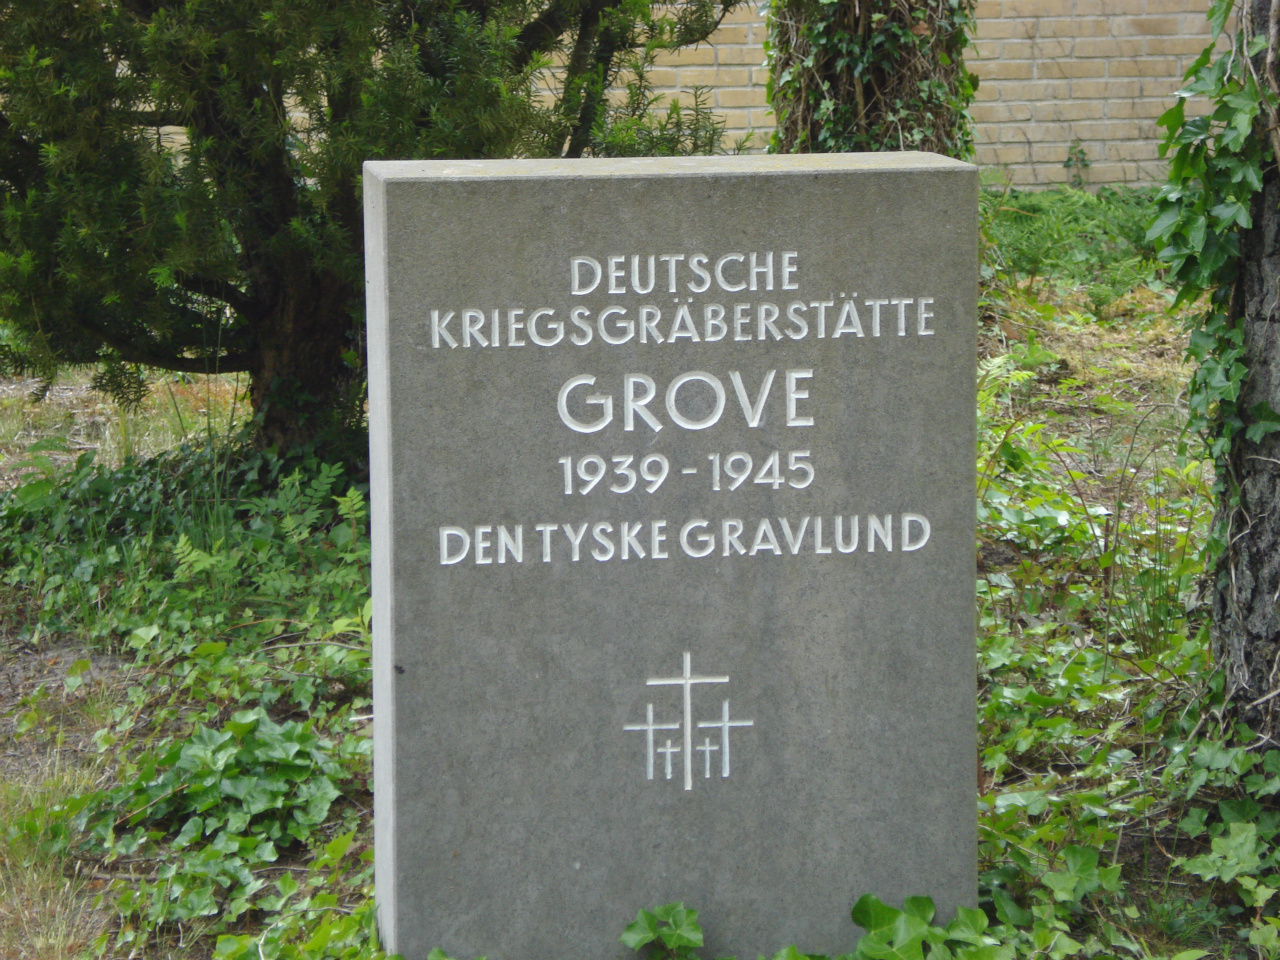 DEUTSCHE
KRIEGSGRÄBERSTÄTTE
GROVE
1939 - 1945
DEN TYSKE GRAVLUND